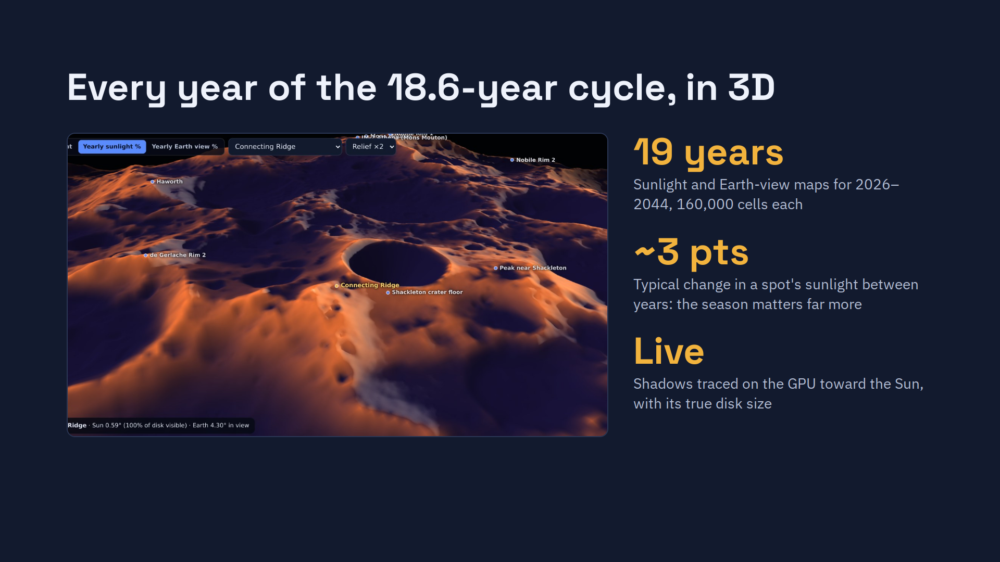 Every year of the 18.6-year cycle, in 3D
Yearly sunlight %
Yearly Earth view %
Connecting Ridge
Relief ×2
IM-2 Athena (Mons Mouton)
Nobile Rim 2
Haworth
de Gerlache Rim 2
Peak near Shackleton
Connecting Ridge
Shackleton crater floor
Ridge · Sun 0.59° (100% of disk visible) · Earth 4.30° in view
19 years
Sunlight and Earth-view maps for 2026–
2044, 160,000 cells each
~3 pts
Typical change in a spot's sunlight between
years: the season matters far more
Live
Shadows traced on the GPU toward the Sun,
with its true disk size